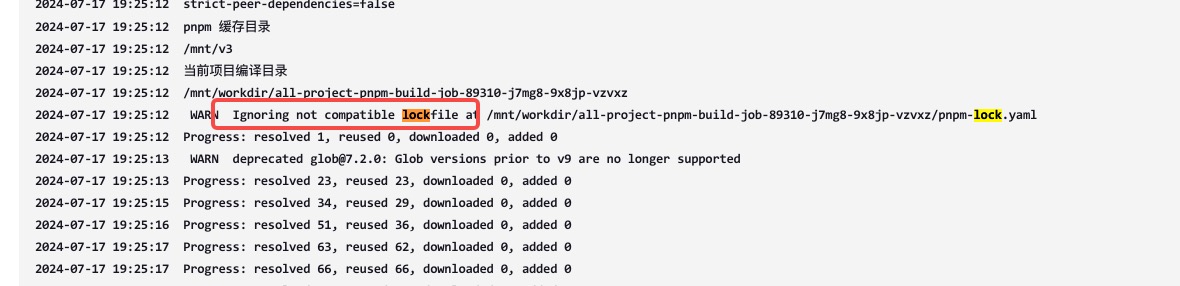 2024-07-17 19:25:12 strict-peer-dependencies=false
2024-07-17 19:25:12 pnpm 缓存目录
2024-07-17 19:25:12 /mnt/v3
2024-07-17 19:25:12 当前项目编译目录
2024-07-17 19:25:12 /mnt/workdir/all-project-pnpm-build-job-89310-j7mg8-9x8jp-vzvxz
2024-07-17 19:25:12 WARN Ignoring not compatible lockfile at /mnt/workdir/all-project-pnpm-build-job-89310-j7mg8-9x8jp-vzvxz/pnpm-lock.yaml
2024-07-17 19:25:12 Progress: resolved 1, reused 0, downloaded 0, added 0
2024-07-17 19:25:13 WARN deprecated glob@7.2.0: Glob versions prior to v9 are no longer supported
2024-07-17 19:25:13 Progress: resolved 23, reused 23, downloaded 0, added 0
2024-07-17 19:25:15 Progress: resolved 34, reused 29, downloaded 0, added 0
2024-07-17 19:25:16 Progress: resolved 51, reused 36, downloaded 0, added 0
2024-07-17 19:25:17 Progress: resolved 63, reused 62, downloaded 0, added 0
2024-07-17 19:25:17 Progress: resolved 66, reused 66, downloaded 0, added 0